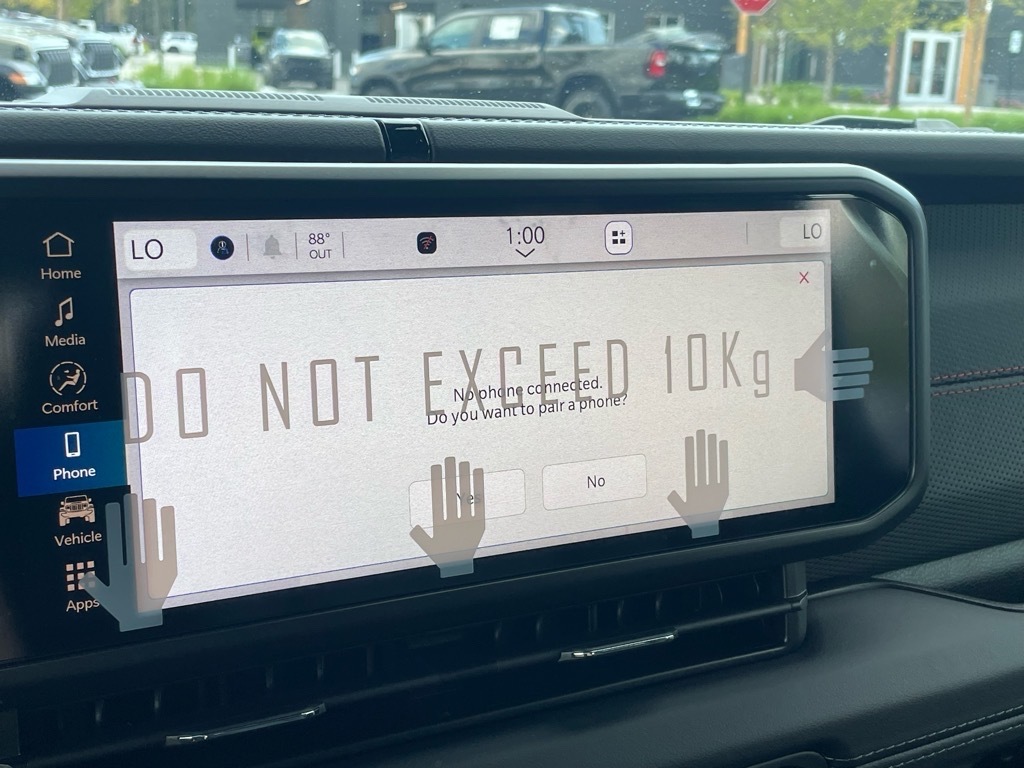 LO
88°
OUT
1:00
LO
Home
Media
Comfort
Phone
Vehicle
Apps
DO NOT EXCEED 10Kg
No phone connected.
Do you want to pair a phone?
Yes
No